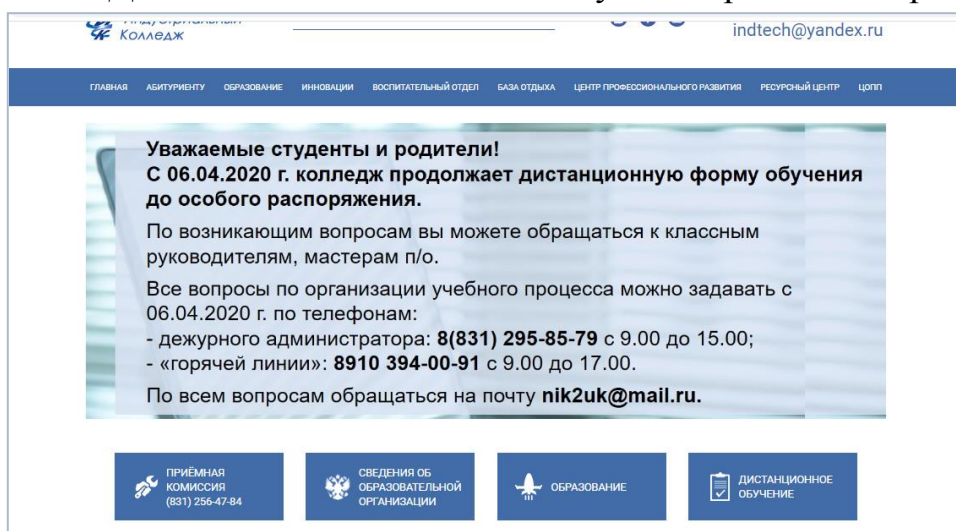 Колледж
indtech@yandex.ru
ГЛАВНАЯ АБИТУРИЕНТУ ОБРАЗОВАНИЕ ИННОВАЦИИ ВОСПИТАТЕЛЬНЫЙ ОТДЕЛ БАЗА ОТДЫХА ЦЕНТР ПРОФЕССИОНАЛЬНОГО РАЗВИТИЯ РЕСУРСНЫЙ ЦЕНТР ЦОПП
Уважаемые студенты и родители!
С 06.04.2020 г. колледж продолжает дистанционную форму обучения
до особого распоряжения.
По возникающим вопросам вы можете обращаться к классным
руководителям, мастерам п/о.
Все вопросы по организации учебного процесса можно задавать с
06.04.2020 г. по телефонам:
- дежурного администратора: 8(831) 295-85-79 с 9.00 до 15.00;
- «горячей линии»: 8910 394-00-91 с 9.00 до 17.00.
По всем вопросам обращаться на почту nik2uk@mail.ru.
ПРИЁМНАЯ
КОМИССИЯ
(831) 256-47-84
СВЕДЕНИЯ ОБ
ОБРАЗОВАТЕЛЬНОЙ
ОРГАНИЗАЦИИ
ОБРАЗОВАНИЕ
ДИСТАНЦИОННОЕ
ОБУЧЕНИЕ